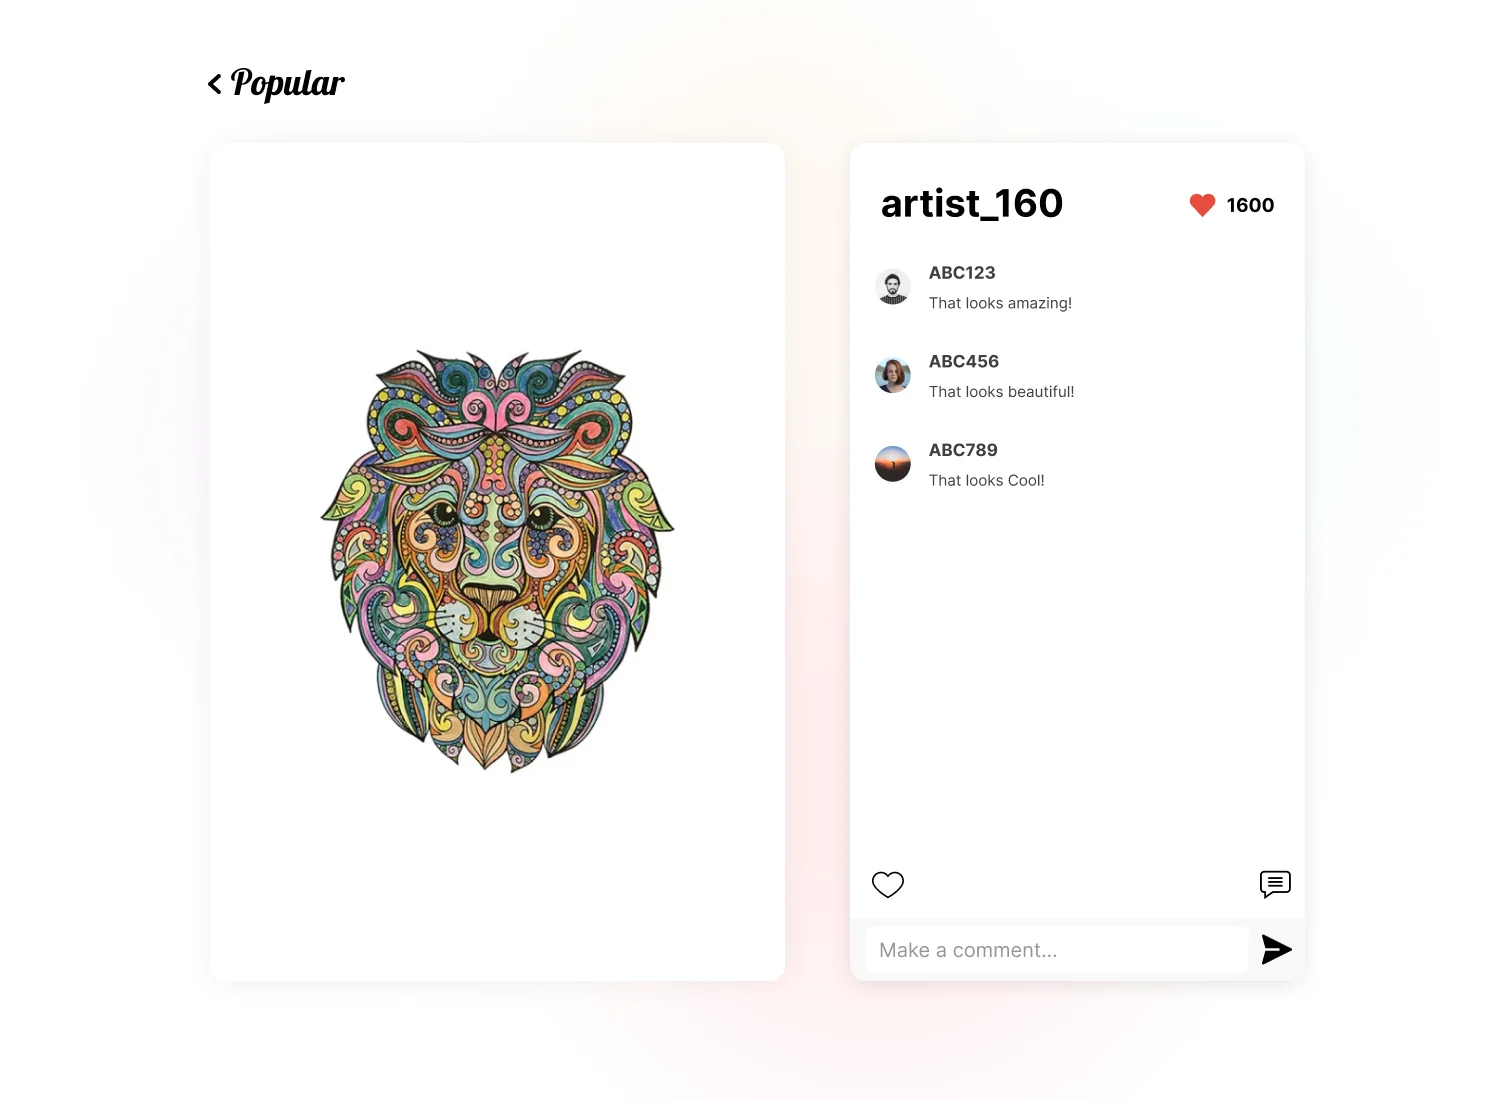 Popular
artist_160
1600
ABC123
That looks amazing!
ABC456
That looks beautiful!
ABC789
That looks Cool!
Make a comment...